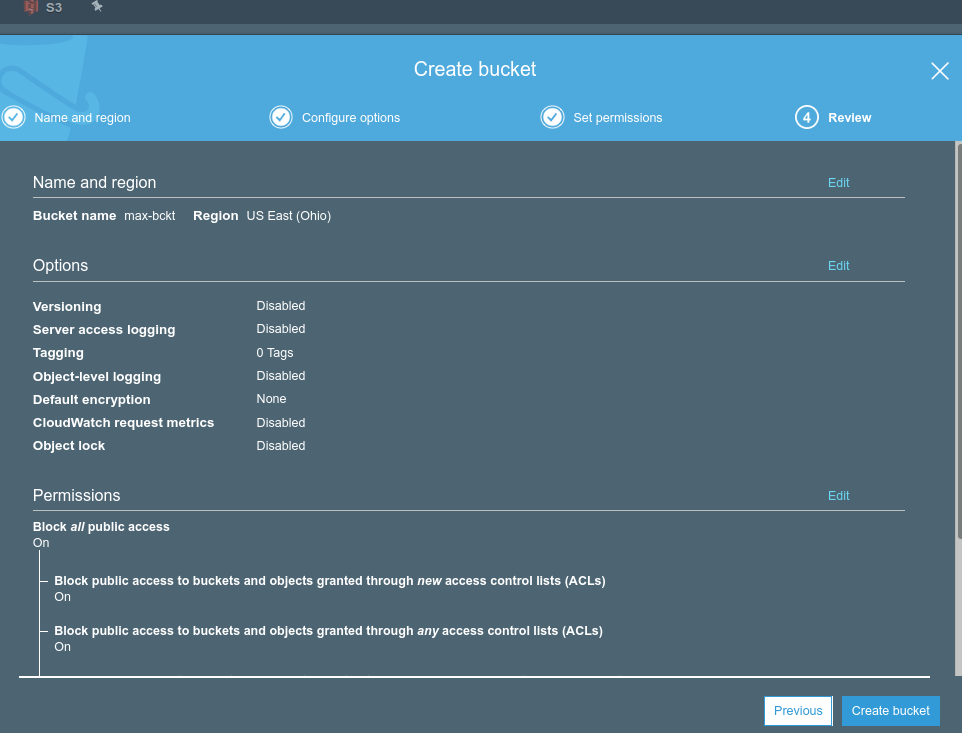 S3
Create bucket
Name and region Configure options Set permissions 4 Review
Name and region Edit
Bucket name max-bckt Region US East (Ohio)
Options Edit
Versioning Disabled
Server access logging Disabled
Tagging 0 Tags
Object-level logging Disabled
Default encryption None
CloudWatch request metrics Disabled
Object lock Disabled
Permissions Edit
Block all public access
On
Block public access to buckets and objects granted through new access control lists (ACLs)
On
Block public access to buckets and objects granted through any access control lists (ACLs)
On
Previous Create bucket